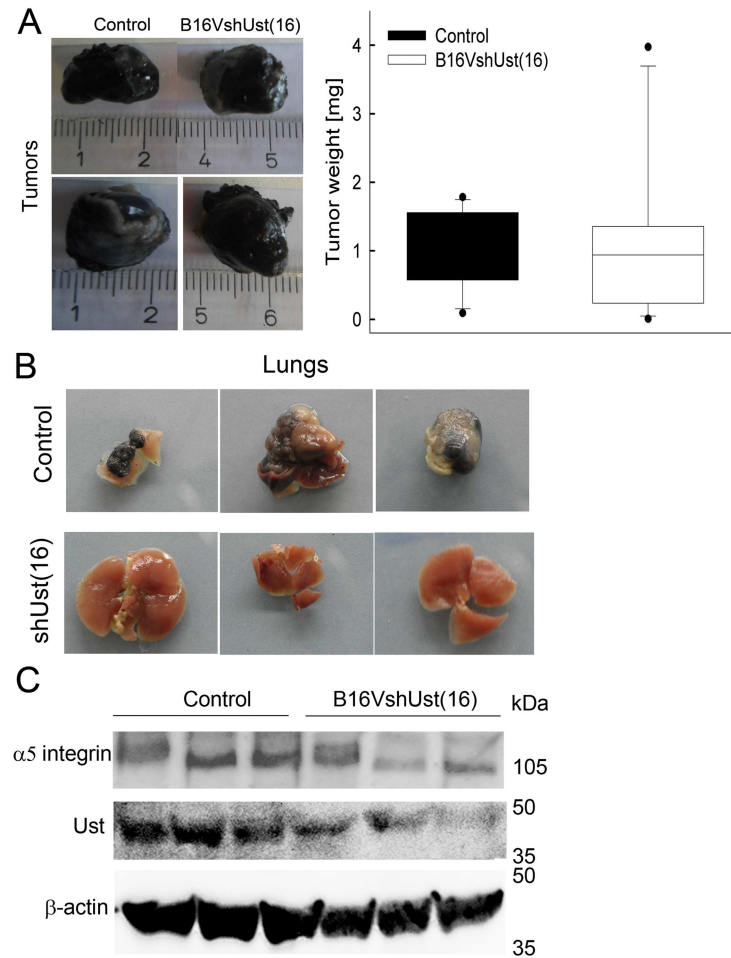 A
Control B16VshUst(16)
Tumors
1 2 4 5
1 2 5 6
Control
B16VshUst(16)
Tumor weight [mg]
4
3
2
1
0
B
Lungs
Control
shUst(16)
C
Control B16VshUst(16) kDa
α5 integrin 105
Ust 50
35
β-actin 50
35